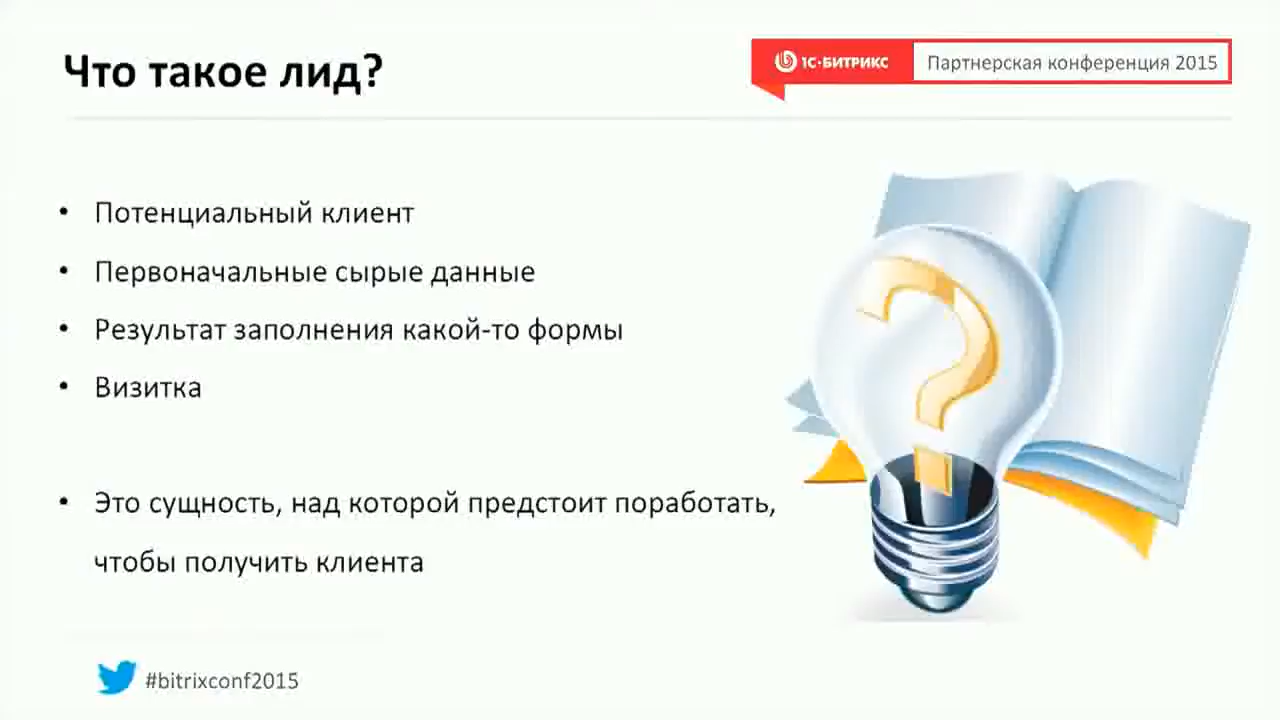 Что такое лид?
1С-БИТРИКС Партнерская конференция 2015
• Потенциальный клиент
• Первоначальные сырые данные
• Результат заполнения какой-то формы
• Визитка
• Это сущность, над которой предстоит поработать,
чтобы получить клиента
#bitrixconf2015